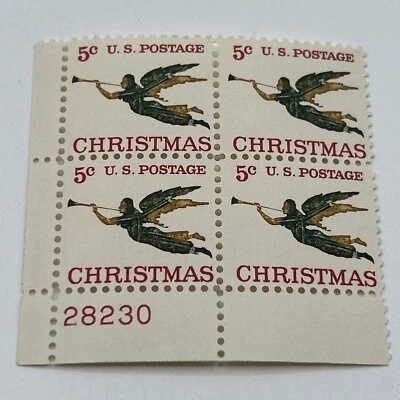 5c U. S. POSTAGE 5c U. S. POSTAGE
CHRISTMAS CHRISTMAS
5c U. S. POSTAGE 5c U. S. POSTAGE
CHRISTMAS CHRISTMAS
28230